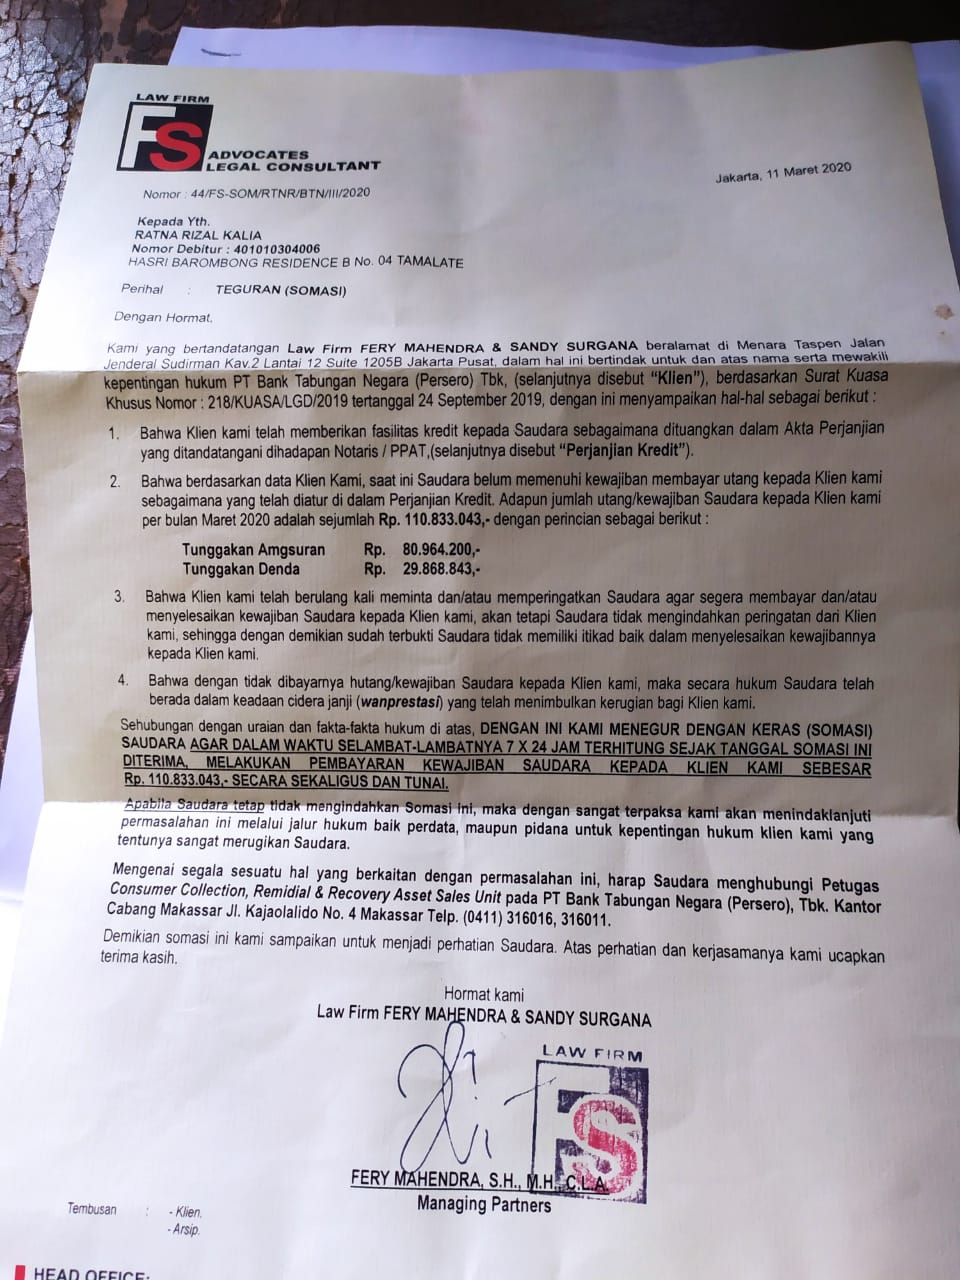 LAW FIRM
FS
ADVOCATES
LEGAL CONSULTANT
Jakarta, 11 Maret 2020
Nomor : 44/FS-SOM/RTNR/BTN/III/2020
Kepada Yth.
RATNA RIZAL KALIA
Nomor Debitur : 401010304006
HASRI BAROMBONG RESIDENCE B No. 04 TAMALATE
Perihal : TEGURAN (SOMASI)
Dengan Hormat,
Kami yang bertandatangan Law Firm FERY MAHENDRA & SANDY SURGANA beralamat di Menara Taspen Jalan
Jenderal Sudirman Kav.2 Lantai 12 Suite 1205B Jakarta Pusat, dalam hal ini bertindak untuk dan atas nama serta mewakili
kepentingan hukum PT Bank Tabungan Negara (Persero) Tbk, (selanjutnya disebut “Klien”), berdasarkan Surat Kuasa
Khusus Nomor : 218/KUASA/LGD/2019 tertanggal 24 September 2019, dengan ini menyampaikan hal-hal sebagai berikut :
1. Bahwa Klien kami telah memberikan fasilitas kredit kepada Saudara sebagaimana dituangkan dalam Akta Perjanjian
yang ditandatangani dihadapan Notaris / PPAT,(selanjutnya disebut “Perjanjian Kredit”).
2. Bahwa berdasarkan data Klien Kami, saat ini Saudara belum memenuhi kewajiban membayar utang kepada Klien kami
sebagaimana yang telah diatur di dalam Perjanjian Kredit. Adapun jumlah utang/kewajiban Saudara kepada Klien kami
per bulan Maret 2020 adalah sejumlah Rp. 110.833.043,- dengan perincian sebagai berikut :
Tunggakan Amgsuran Rp. 80.964.200,-
Tunggakan Denda Rp. 29.868.843,-
3. Bahwa Klien kami telah berulang kali meminta dan/atau memperingatkan Saudara agar segera membayar dan/atau
menyelesaikan kewajiban Saudara kepada Klien kami, akan tetapi Saudara tidak mengindahkan peringatan dari Klien
kami, sehingga dengan demikian sudah terbukti Saudara tidak memiliki itikad baik dalam menyelesaikan kewajibannya
kepada Klien kami.
4. Bahwa dengan tidak dibayarnya hutang/kewajiban Saudara kepada Klien kami, maka secara hukum Saudara telah
berada dalam keadaan cidera janji (wanprestasi) yang telah menimbulkan kerugian bagi Klien kami.
Sehubungan dengan uraian dan fakta-fakta hukum di atas, DENGAN INI KAMI MENEGUR DENGAN KERAS (SOMASI)
SAUDARA AGAR DALAM WAKTU SELAMBAT-LAMBATNYA 7 X 24 JAM TERHITUNG SEJAK TANGGAL SOMASI INI
DITERIMA, MELAKUKAN PEMBAYARAN KEWAJIBAN SAUDARA KEPADA KLIEN KAMI SEBESAR
Rp. 110.833.043,- SECARA SEKALIGUS DAN TUNAI.
Apabila Saudara tetap tidak mengindahkan Somasi ini, maka dengan sangat terpaksa kami akan menindaklanjuti
permasalahan ini melalui jalur hukum baik perdata, maupun pidana untuk kepentingan hukum klien kami yang
tentunya sangat merugikan Saudara.
Mengenai segala sesuatu hal yang berkaitan dengan permasalahan ini, harap Saudara menghubungi Petugas
Consumer Collection, Remidial & Recovery Asset Sales Unit pada PT Bank Tabungan Negara (Persero), Tbk. Kantor
Cabang Makassar Jl. Kajaolalido No. 4 Makassar Telp. (0411) 316016, 316011.
Demikian somasi ini kami sampaikan untuk menjadi perhatian Saudara. Atas perhatian dan kerjasamanya kami ucapkan
terima kasih.
Hormat kami
Law Firm FERY MAHENDRA & SANDY SURGANA
LAW FIRM
FS
FERY MAHENDRA, S.H., M.H., C.L.A.
Managing Partners
Tembusan : - Klien.
- Arsip.
HEAD OFFICE: